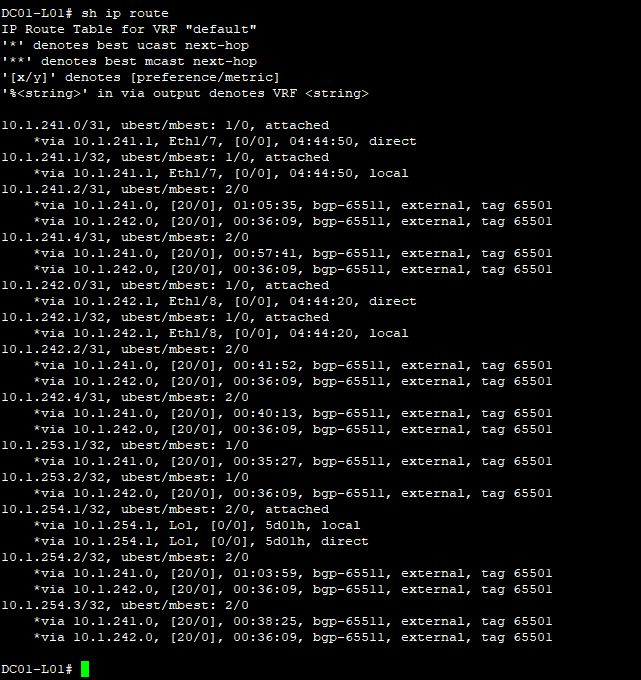 DC01-L01# sh ip route
IP Route Table for VRF "default"
'*' denotes best ucast next-hop
'**' denotes best mcast next-hop
'[x/y]' denotes [preference/metric]
'%<string>' in via output denotes VRF <string>

10.1.241.0/31, ubest/mbest: 1/0, attached
    *via 10.1.241.1, Eth1/7, [0/0], 04:44:50, direct
10.1.241.1/32, ubest/mbest: 1/0, attached
    *via 10.1.241.1, Eth1/7, [0/0], 04:44:50, local
10.1.241.2/31, ubest/mbest: 2/0
    *via 10.1.241.0, [20/0], 01:05:35, bgp-65511, external, tag 65501
    *via 10.1.242.0, [20/0], 00:36:09, bgp-65511, external, tag 65501
10.1.241.4/31, ubest/mbest: 2/0
    *via 10.1.241.0, [20/0], 00:57:41, bgp-65511, external, tag 65501
    *via 10.1.242.0, [20/0], 00:36:09, bgp-65511, external, tag 65501
10.1.242.0/31, ubest/mbest: 1/0, attached
    *via 10.1.242.1, Eth1/8, [0/0], 04:44:20, direct
10.1.242.1/32, ubest/mbest: 1/0, attached
    *via 10.1.242.1, Eth1/8, [0/0], 04:44:20, local
10.1.242.2/31, ubest/mbest: 2/0
    *via 10.1.241.0, [20/0], 00:41:52, bgp-65511, external, tag 65501
    *via 10.1.242.0, [20/0], 00:36:09, bgp-65511, external, tag 65501
10.1.242.4/31, ubest/mbest: 2/0
    *via 10.1.241.0, [20/0], 00:40:13, bgp-65511, external, tag 65501
    *via 10.1.242.0, [20/0], 00:36:09, bgp-65511, external, tag 65501
10.1.253.1/32, ubest/mbest: 1/0
    *via 10.1.241.0, [20/0], 00:35:27, bgp-65511, external, tag 65501
10.1.253.2/32, ubest/mbest: 1/0
    *via 10.1.242.0, [20/0], 00:36:09, bgp-65511, external, tag 65501
10.1.254.1/32, ubest/mbest: 2/0, attached
    *via 10.1.254.1, Lo1, [0/0], 5d01h, local
    *via 10.1.254.1, Lo1, [0/0], 5d01h, direct
10.1.254.2/32, ubest/mbest: 2/0
    *via 10.1.241.0, [20/0], 01:03:59, bgp-65511, external, tag 65501
    *via 10.1.242.0, [20/0], 00:36:09, bgp-65511, external, tag 65501
10.1.254.3/32, ubest/mbest: 2/0
    *via 10.1.241.0, [20/0], 00:38:25, bgp-65511, external, tag 65501
    *via 10.1.242.0, [20/0], 00:36:09, bgp-65511, external, tag 65501

DC01-L01#